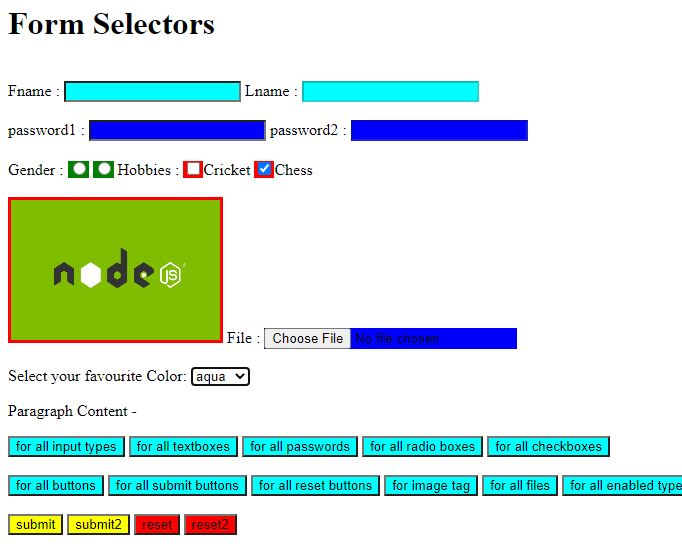 Form Selectors
Fname : Lname :
password1 : password2 :
Gender : Hobbies : Cricket Chess
node JS
File : Choose File No file chosen
Select your favourite Color: aqua
Paragraph Content -
for all input types for all textboxes for all passwords for all radio boxes for all checkboxes
for all buttons for all submit buttons for all reset buttons for image tag for all files for all enabled type
submit submit2 reset reset2